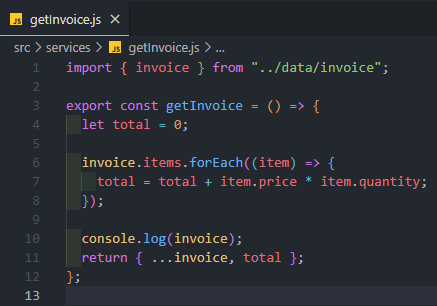 JS getInvoice.js ×
src > services > JS getInvoice.js > ...
1 import { invoice } from "../data/invoice";
2
3 export const getInvoice = () => {
4   let total = 0;
5
6   invoice.items.forEach((item) => {
7     total = total + item.price * item.quantity;
8   });
9
10   console.log(invoice);
11   return { ...invoice, total };
12 };
13